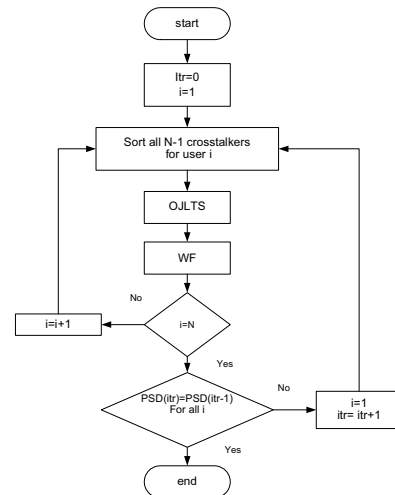 start
Itr=0
i=1
Sort all N-1 crosstalkers
for user i
OJLTS
WF
No
i=i+1
i=N
Yes
PSD(itr)=PSD(itr-1)
For all i
No
i=1
itr= itr+1
Yes
end